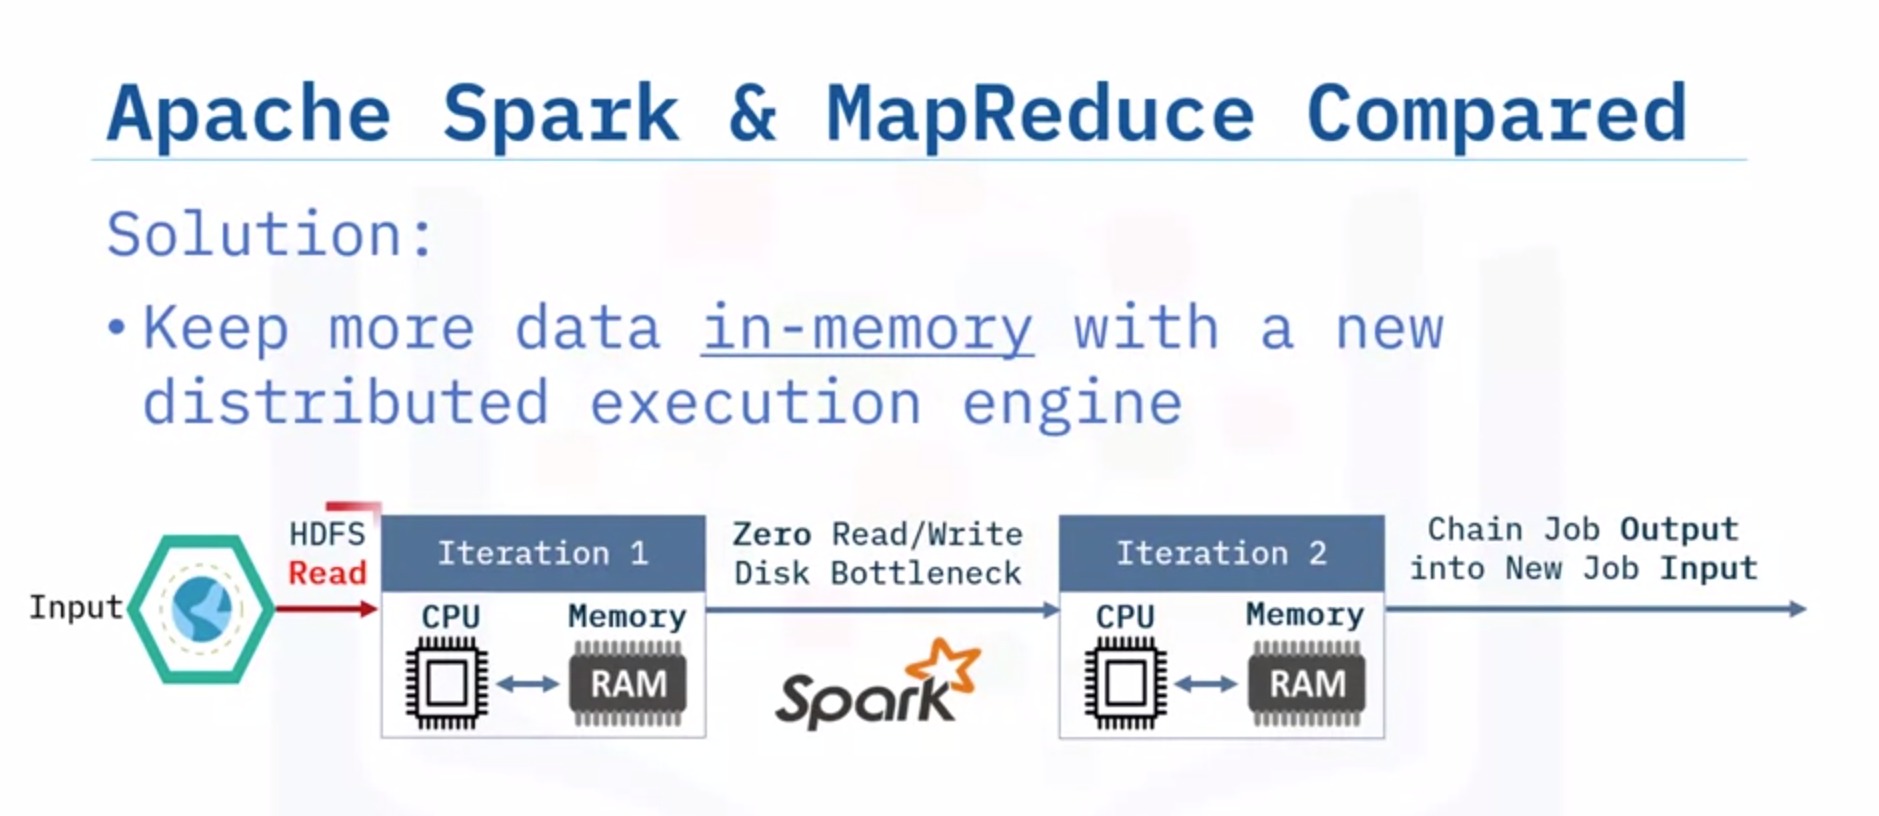 Apache Spark & MapReduce Compared
Solution:
• Keep more data in-memory with a new
distributed execution engine
Input
HDFS
Read
Iteration 1
CPU
Memory
RAM
Zero Read/Write
Disk Bottleneck
Spark
Iteration 2
CPU
Memory
RAM
Chain Job Output
into New Job Input